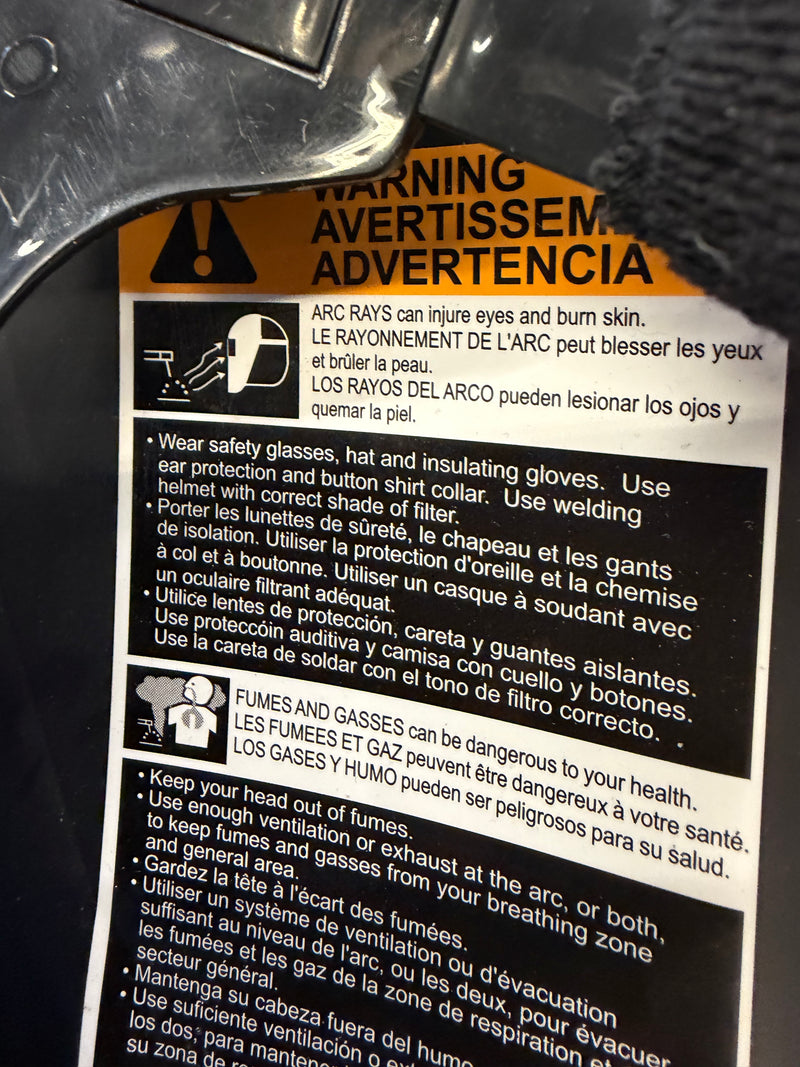 WARNING
AVERTISSEM
ADVERTENCIA
ARC RAYS can injure eyes and burn skin.
LE RAYONNEMENT DE L'ARC peut blesser les yeux
et brûler la peau.
LOS RAYOS DEL ARCO pueden lesionar los ojos y
quemar la piel.
• Wear safety glasses, hat and insulating gloves. Use
ear protection and button shirt collar. Use welding
helmet with correct shade of filter.
• Porter les lunettes de sûreté, le chapeau et les gants
de isolation. Utiliser la protection d'oreille et la chemise
à col et à boutonne. Utiliser un casque à soudant avec
un oculaire filtrant adéquat.
• Utilice lentes de protección, careta y guantes aislantes.
Use proteccóin auditiva y camisa con cuello y botones.
Use la careta de soldar con el tono de filtro correcto.
FUMES AND GASSES can be dangerous to your health.
LES FUMEES ET GAZ peuvent être dangereux à votre santé.
LOS GASES Y HUMO pueden ser peligrosos para su salud.
• Keep your head out of fumes.
• Use enough ventilation or exhaust at the arc, or both,
to keep fumes and gasses from your breathing zone
and general area.
• Gardez la tête à l'écart des fumées.
• Utiliser un système de ventilation ou d'évacuation
suffisant au niveau de l'arc, ou les deux, pour évacuer
les fumées et les gaz de la zone de respiration et
secteur général.
• Mantenga su cabeza fuera del humo
• Use suficiente ventilación o
los dos, para
su zona de